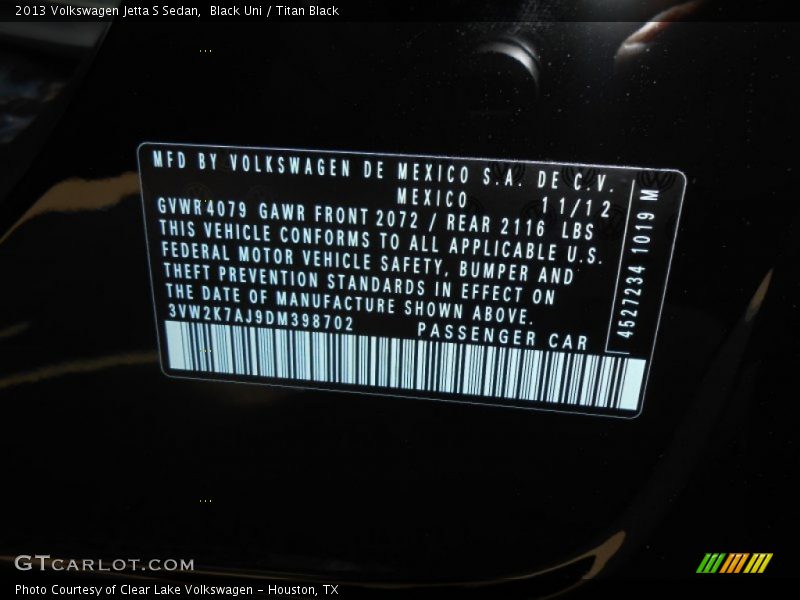 2013 Volkswagen Jetta S Sedan,  Black Uni / Titan Black
MFD BY VOLKSWAGEN DE MEXICO S.A. DE C.V.
MEXICO 11/12
GVWR 4079 GAWR FRONT 2072 / REAR 2116 LBS
THIS VEHICLE CONFORMS TO ALL APPLICABLE U.S.
FEDERAL MOTOR VEHICLE SAFETY, BUMPER AND
THEFT PREVENTION STANDARDS IN EFFECT ON
THE DATE OF MANUFACTURE SHOWN ABOVE.
3VW2K7AJ9DM398702 PASSENGER CAR
4527234 1019 M
GTCARLOT.COM
Photo Courtesy of Clear Lake Volkswagen - Houston, TX